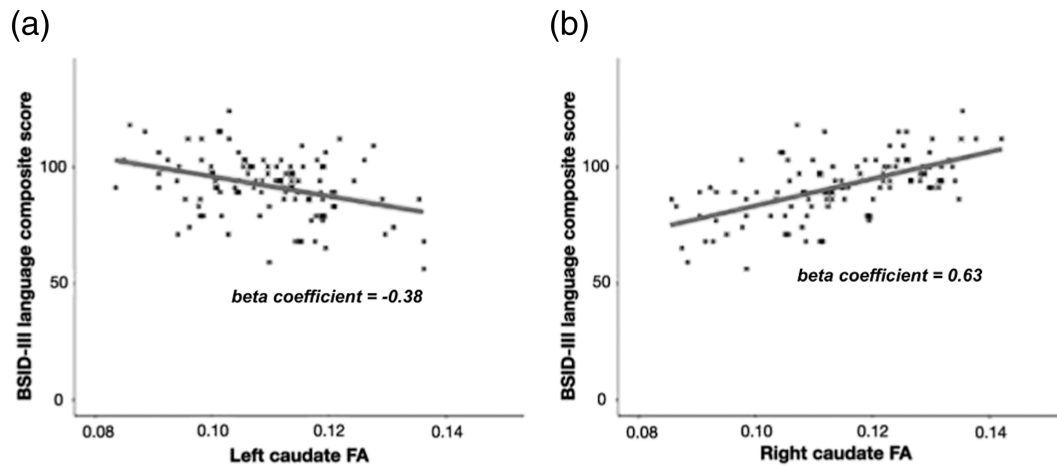 (a)
BSID-III language composite score
100
50
0
0.08
0.10
0.12
0.14
Left caudate FA
beta coefficient = -0.38
(b)
BSID-III language composite score
100
50
0
0.08
0.10
0.12
0.14
Right caudate FA
beta coefficient = 0.63